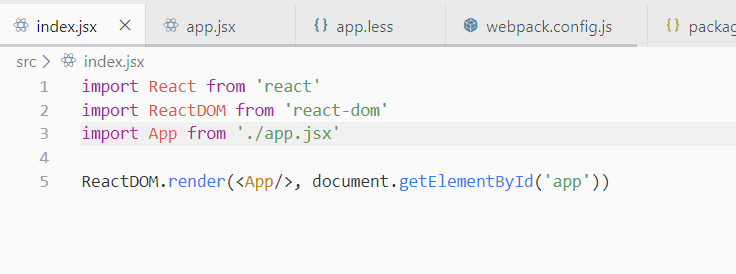 index.jsx app.jsx {} app.less webpack.config.js {} packag
src > index.jsx
1 import React from 'react'
2 import ReactDOM from 'react-dom'
3 import App from './app.jsx'
4
5 ReactDOM.render(<App/>, document.getElementById('app'))